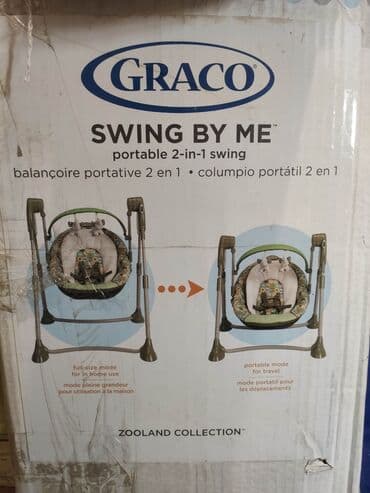 GRACO®
SWING BY ME™
portable 2-in-1 swing
balançoire portative 2 en 1 • columpio portátil 2 en 1
full-size mode
for in home use
mode pleine grandeur
pour utilisation à la maison
portable mode
for travel
mode portatif pour
les déplacements
ZOOLAND COLLECTION™